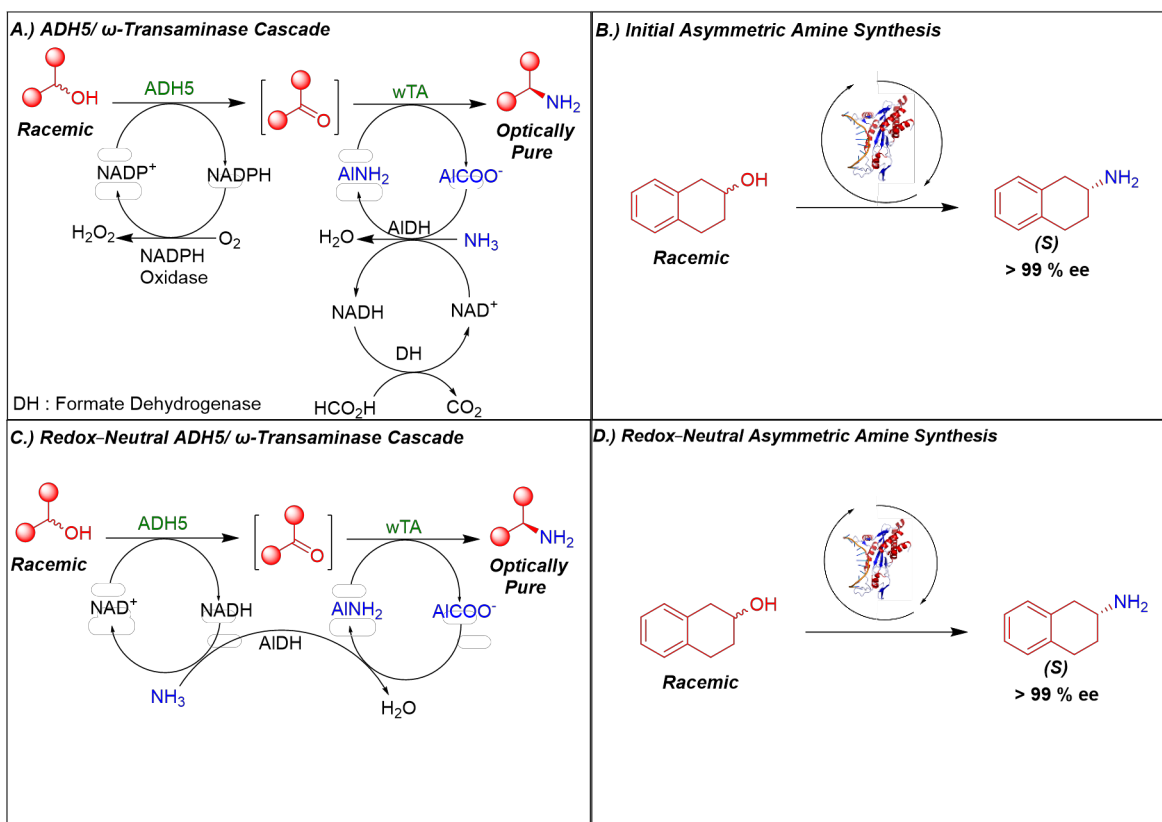 A.) ADH5/ ω-Transaminase Cascade
OH
ADH5
O
wTA
NH₂
Racemic
Optically
Pure
NADP⁺
NADPH
AlNH₂
AlCOO⁻
H₂O₂
O₂
NADPH
Oxidase
H₂O
AlDH
NH₃
NADH
NAD⁺
DH
HCO₂H
CO₂
DH : Formate Dehydrogenase
B.) Initial Asymmetric Amine Synthesis
OH
Racemic
NH₂
(S)
> 99 % ee
C.) Redox–Neutral ADH5/ ω-Transaminase Cascade
OH
ADH5
O
wTA
NH₂
Racemic
Optically
Pure
NAD⁺
NADH
AlNH₂
AlCOO⁻
AlDH
NH₃
H₂O
D.) Redox–Neutral Asymmetric Amine Synthesis
OH
Racemic
NH₂
(S)
> 99 % ee